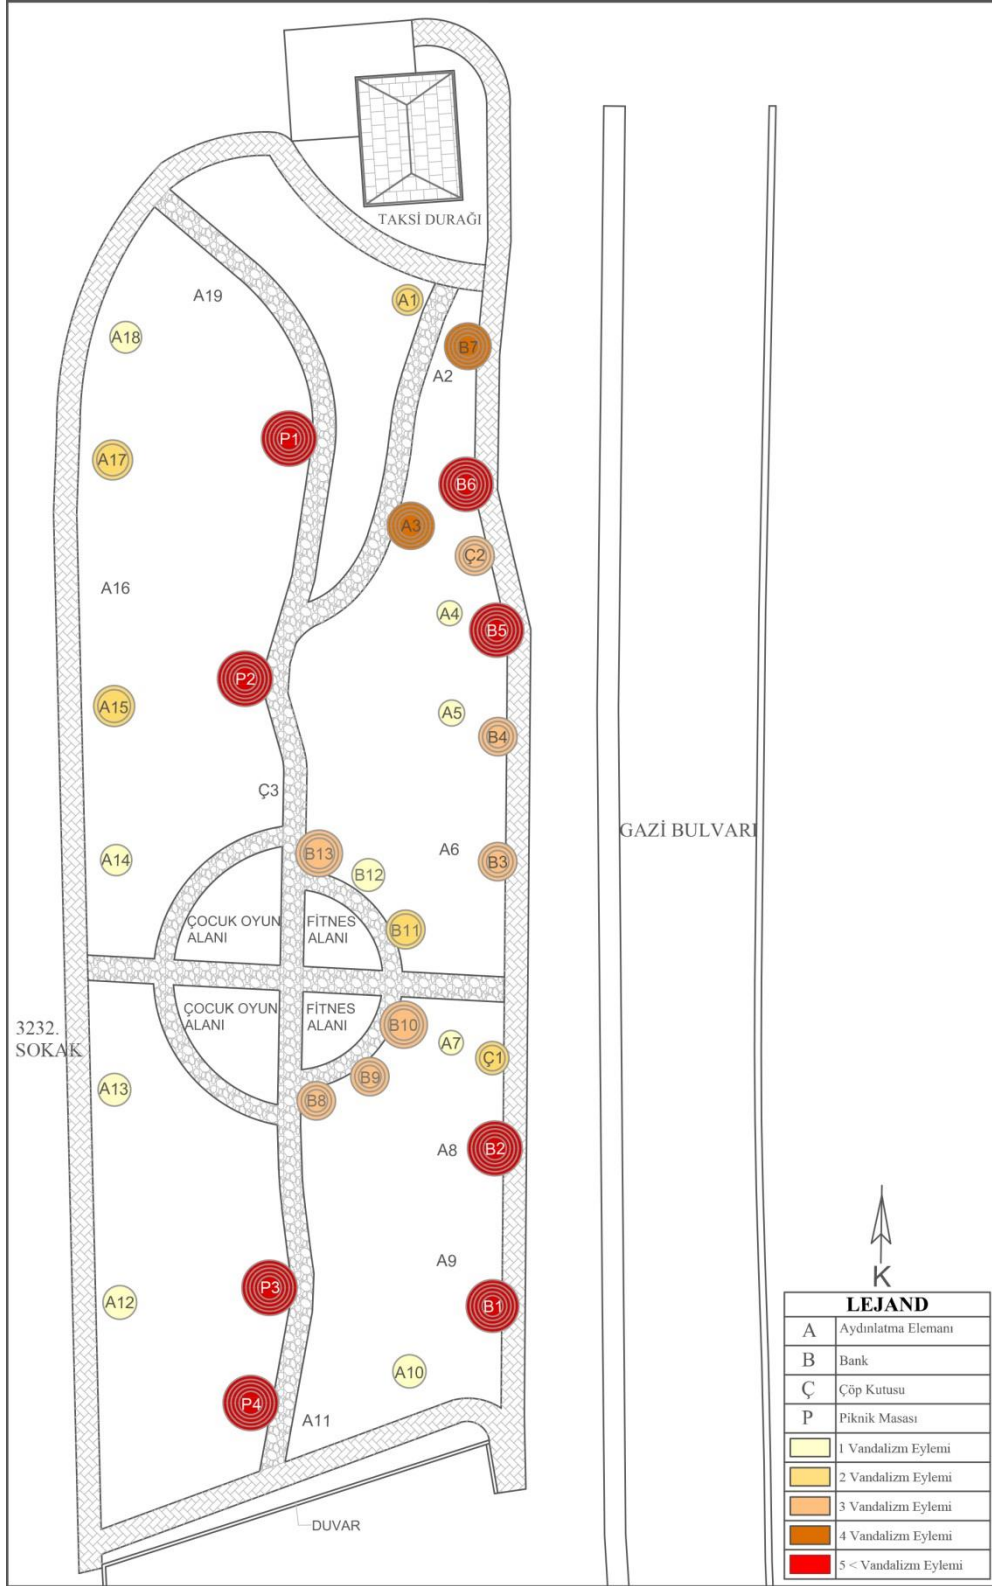 TAKSİ DURAĞI
A19
A1
A18
B7
A2
P1
A17
B6
A3
Ç2
A16
A4
B5
P2
A15
A5
B4
Ç3
GAZİ BULVARI
A14
B13
A6
B3
B12
ÇOCUK OYUN
ALANI
FİTNES
ALANI
B11
ÇOCUK OYUN
ALANI
FİTNES
ALANI
3232.
SOKAK
B10
A7
Ç1
A13
B9
B8
A8
B2
A9
P3
A12
B1
A10
P4
A11
DUVAR
K
LEJAND
A Aydınlatma Elemanı
B Bank
Ç Çöp Kutusu
P Piknik Masası
1 Vandalizm Eylemi
2 Vandalizm Eylemi
3 Vandalizm Eylemi
4 Vandalizm Eylemi
5 < Vandalizm Eylemi